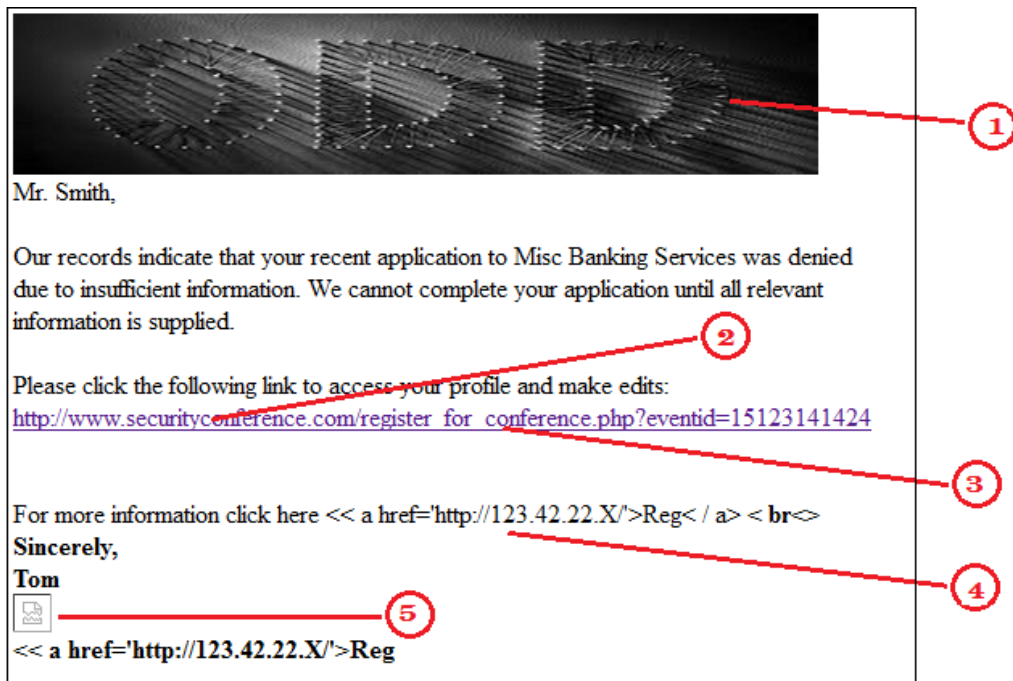 ODD
1
Mr. Smith,
Our records indicate that your recent application to Misc Banking Services was denied
due to insufficient information. We cannot complete your application until all relevant
information is supplied.
2
Please click the following link to access your profile and make edits:
http://www.securityconference.com/register_for_conference.php?eventid=15123141424
3
For more information click here << a href='http://123.42.22.X/'>Reg< / a> < br<>
Sincerely,
Tom
4
5
<< a href='http://123.42.22.X/'>Reg